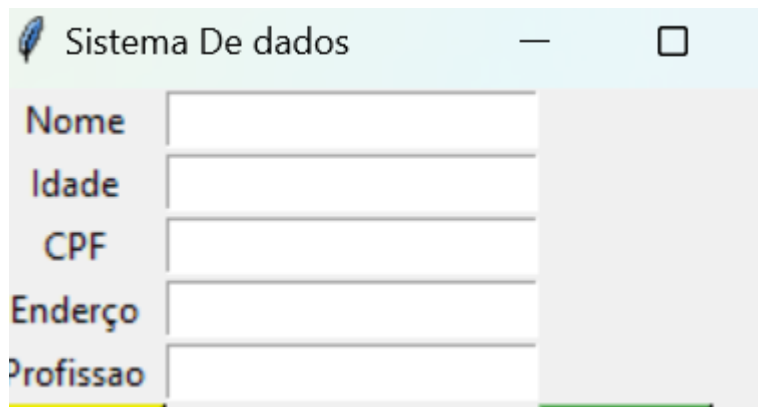 Sistema De dados
Nome
Idade
CPF
Enderço
Profissao